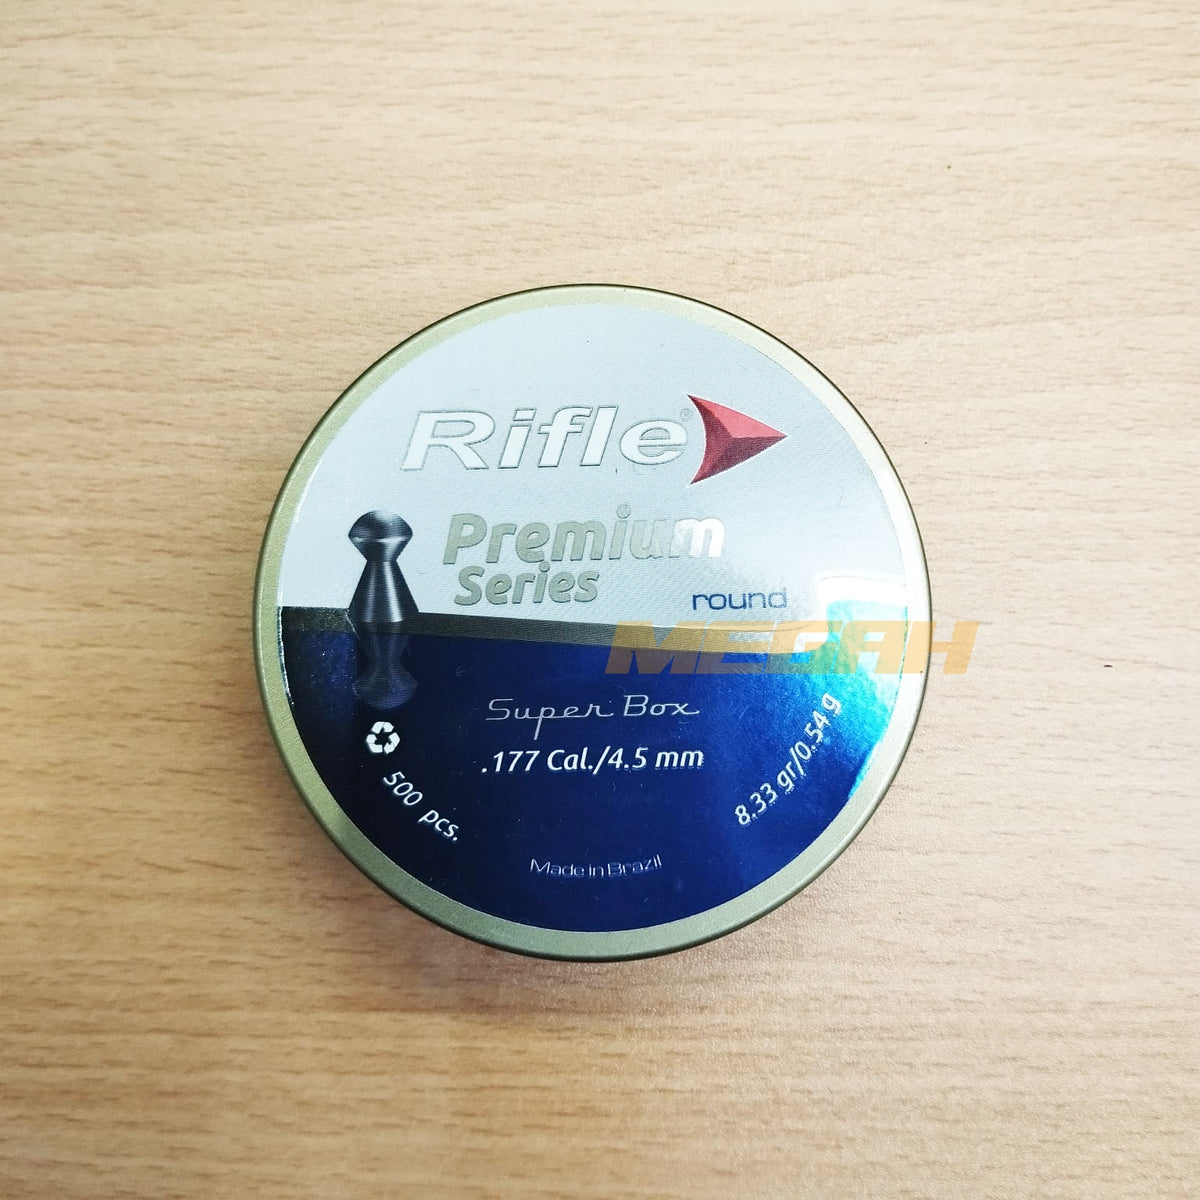 Rifle®
Premium
Series
round
MEGAH
Super Box
.177 Cal./4.5 mm
500 pcs.
8.33 gr/0.54 g
Made in Brazil